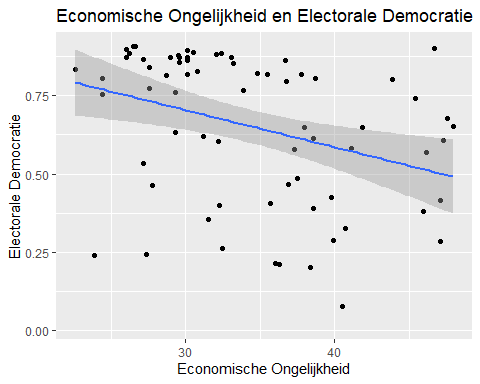 Economische Ongelijkheid en Electorale Democratie
Electorale Democratie
0.75
0.50
0.25
0.00
30
40
Economische Ongelijkheid